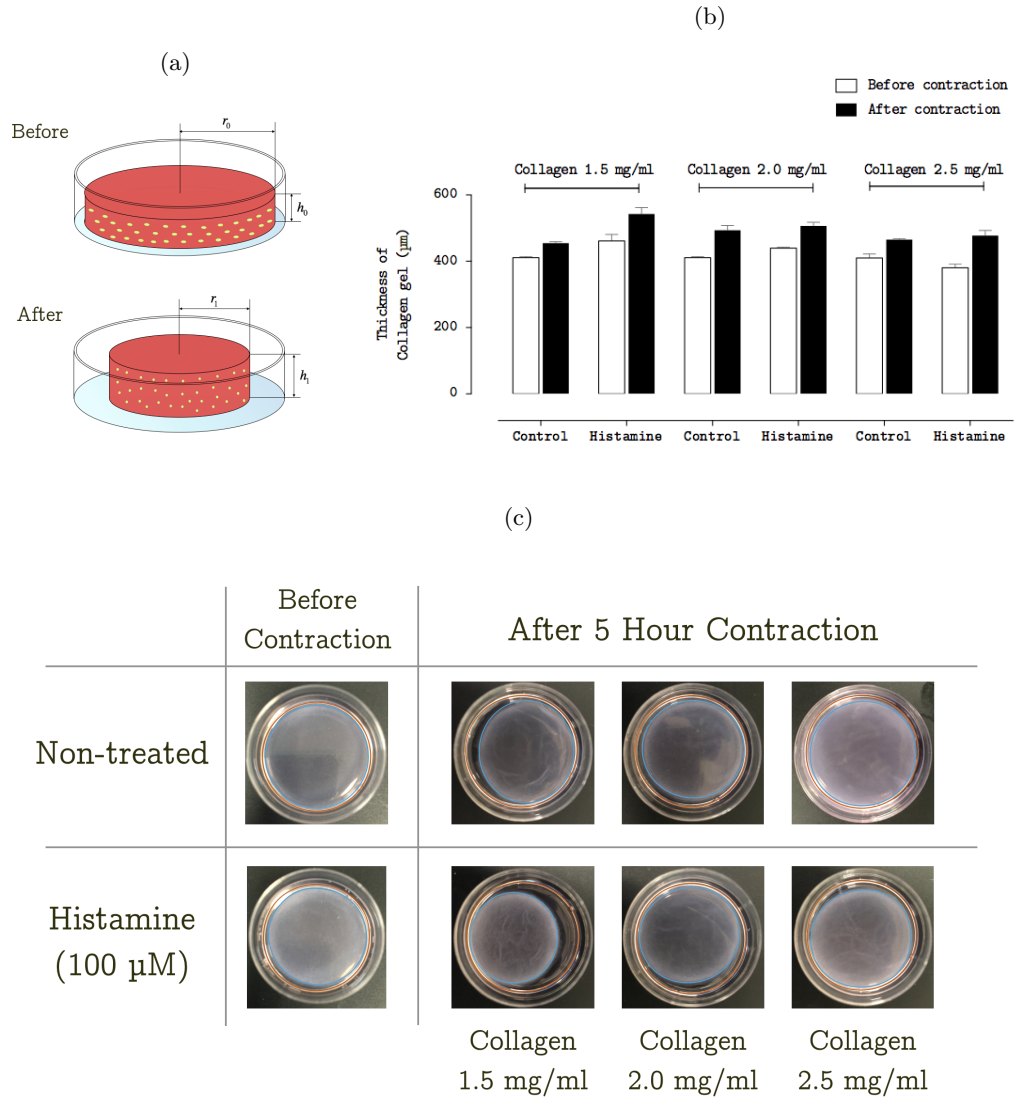 (a)
Before
r0
h0
After
r1
h1
(b)
Before contraction
After contraction
Collagen 1.5 mg/ml
Collagen 2.0 mg/ml
Collagen 2.5 mg/ml
Thickness of
Collagen gel (μm)
600
400
200
0
Control
Histamine
Control
Histamine
Control
Histamine
(c)
Before
Contraction
After 5 Hour Contraction
Non-treated
Histamine
(100 μM)
Collagen
1.5 mg/ml
Collagen
2.0 mg/ml
Collagen
2.5 mg/ml